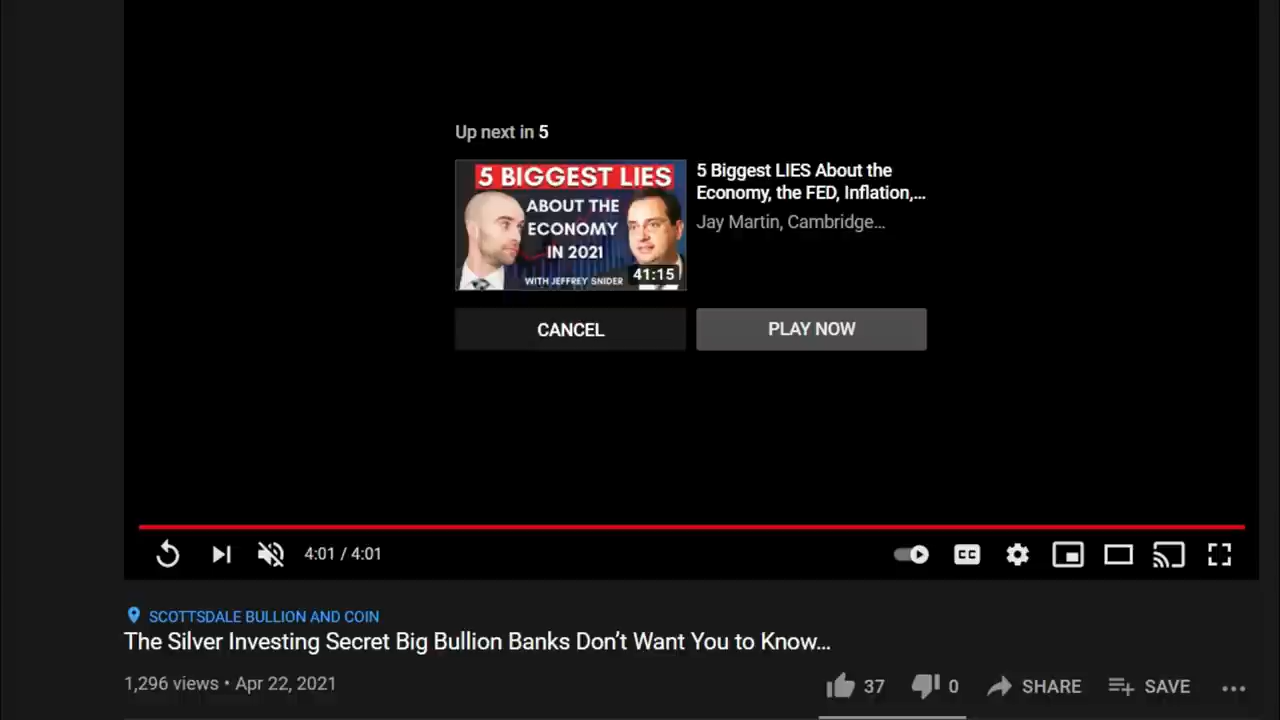 Up next in 5
5 BIGGEST LIES
ABOUT THE
ECONOMY
IN 2021
WITH JEFFREY SNIDER
41:15
5 Biggest LIES About the
Economy, the FED, Inflation,...
Jay Martin, Cambridge...
CANCEL
PLAY NOW
4:01 / 4:01
CC
SCOTTSDALE BULLION AND COIN
The Silver Investing Secret Big Bullion Banks Don't Want You to Know...
1,296 views • Apr 22, 2021
37
0
SHARE
SAVE